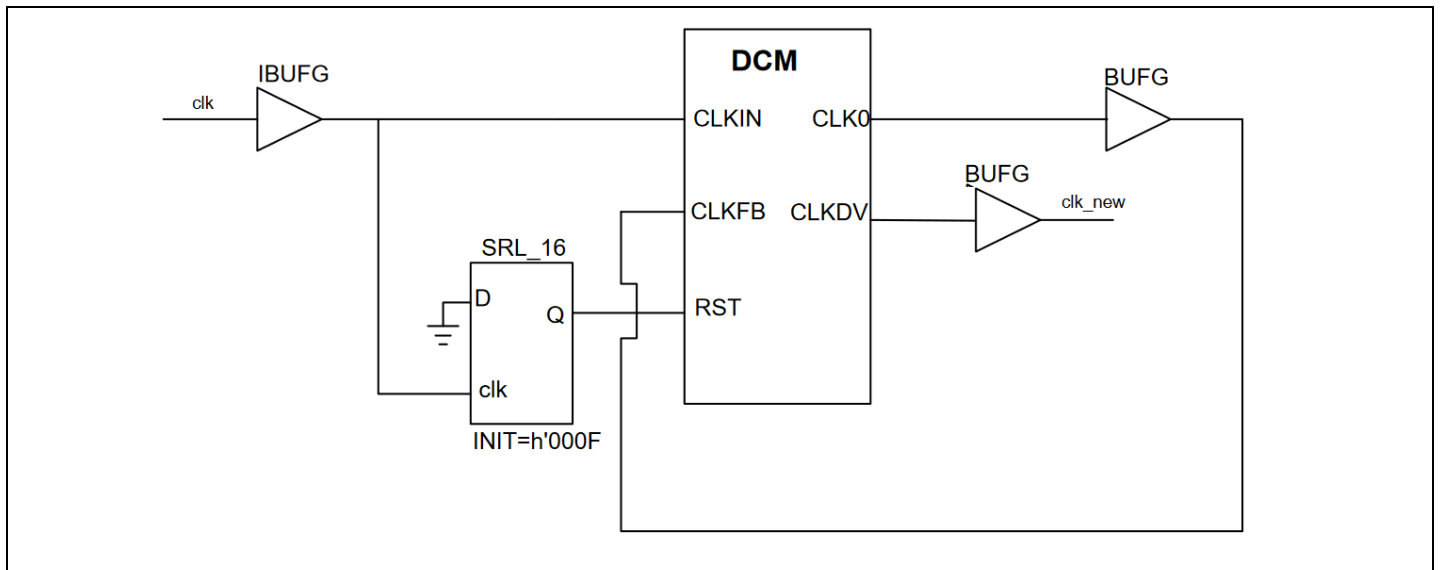 DCM
IBUFG
BUFG
clk
CLKIN
CLK0
BUFG
clk_new
CLKFB
CLKDV
SRL_16
D
Q
RST
clk
INIT=h'000F